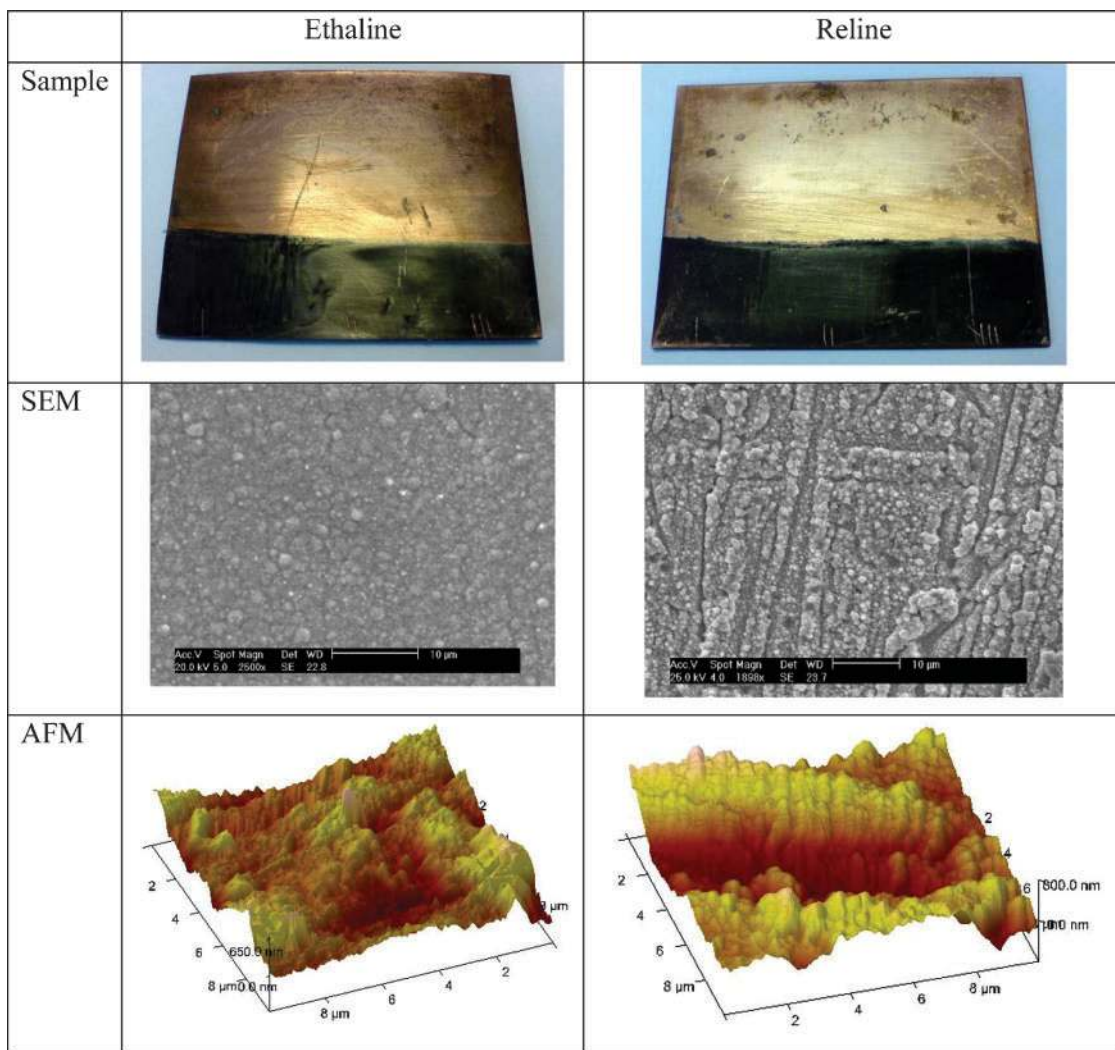 Ethaline Reline
Sample
SEM
Acc.V Spot Magn Det WD 10 µm
20.0 kV 5.0 2500x SE 22.8
Acc.V Spot Magn Det WD 10 µm
25.0 kV 4.0 1898x SE 23.7
AFM
2
4
6
8 µm
650.0 nm
0.0 nm
8 µm
6
4
2
2
2
4
6
8 µm
2
4
6
8
2
4
6
800.0 nm